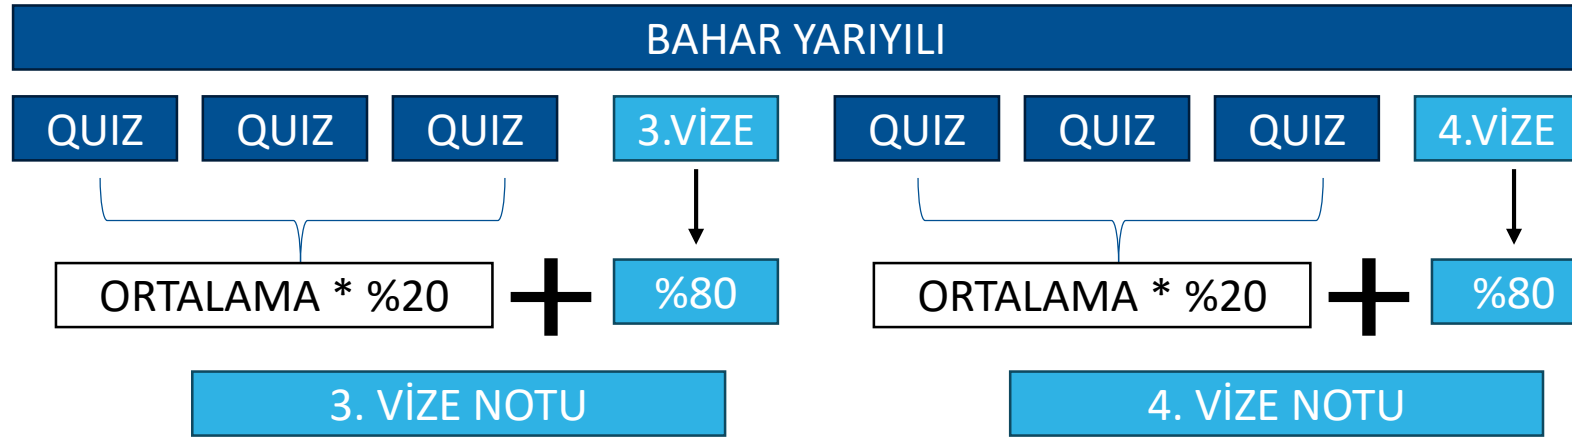 BAHAR YARIYILI
QUIZ QUIZ QUIZ 3.VİZE QUIZ QUIZ QUIZ 4.VİZE
ORTALAMA * %20 + %80 ORTALAMA * %20 + %80
3. VİZE NOTU 4. VİZE NOTU